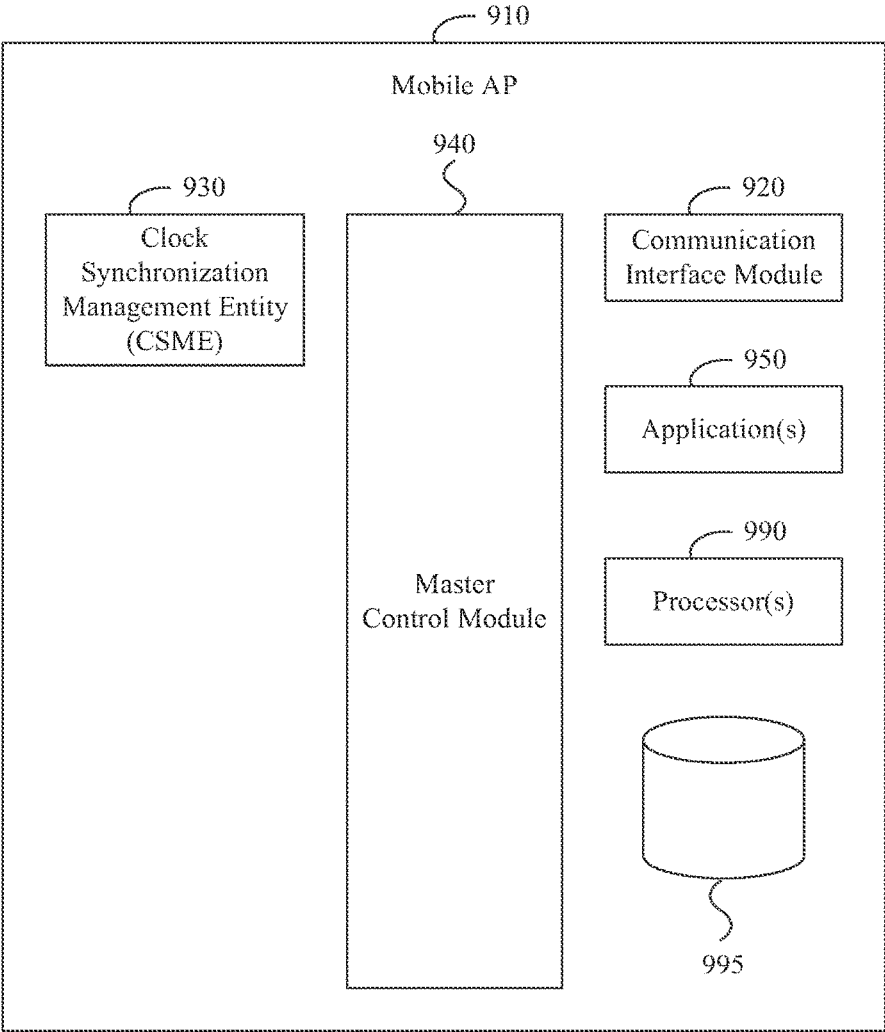 910
Mobile AP
940
930
920
Clock
Synchronization
Management Entity
(CSME)
Communication
Interface Module
950
Application(s)
990
Master
Control Module
Processor(s)
995